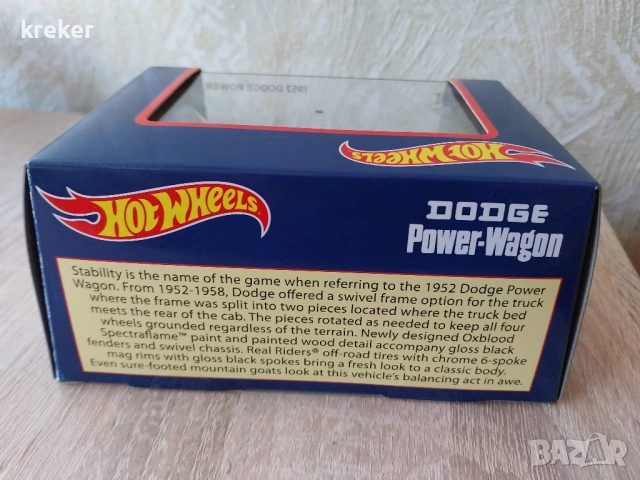 kreker
1952 DODGE POWER
HOT WHEELS
HOT WHEELS
DODGE
Power-Wagon
Stability is the name of the game when referring to the 1952 Dodge Power
Wagon. From 1952-1958, Dodge offered a swivel frame option for the truck
where the frame was split into two pieces located where the truck bed
meets the rear of the cab. The pieces rotated as needed to keep all four
wheels grounded regardless of the terrain. Newly designed Oxblood
Spectraflame™ paint and painted wood detail accompany gloss black
fenders and swivel chassis. Real Riders® off-road tires with chrome 6-spoke
mag rims with gloss black spokes bring a fresh look to a classic body.
Even sure-footed mountain goats look at this vehicle's balancing act in awe.
BAZAR